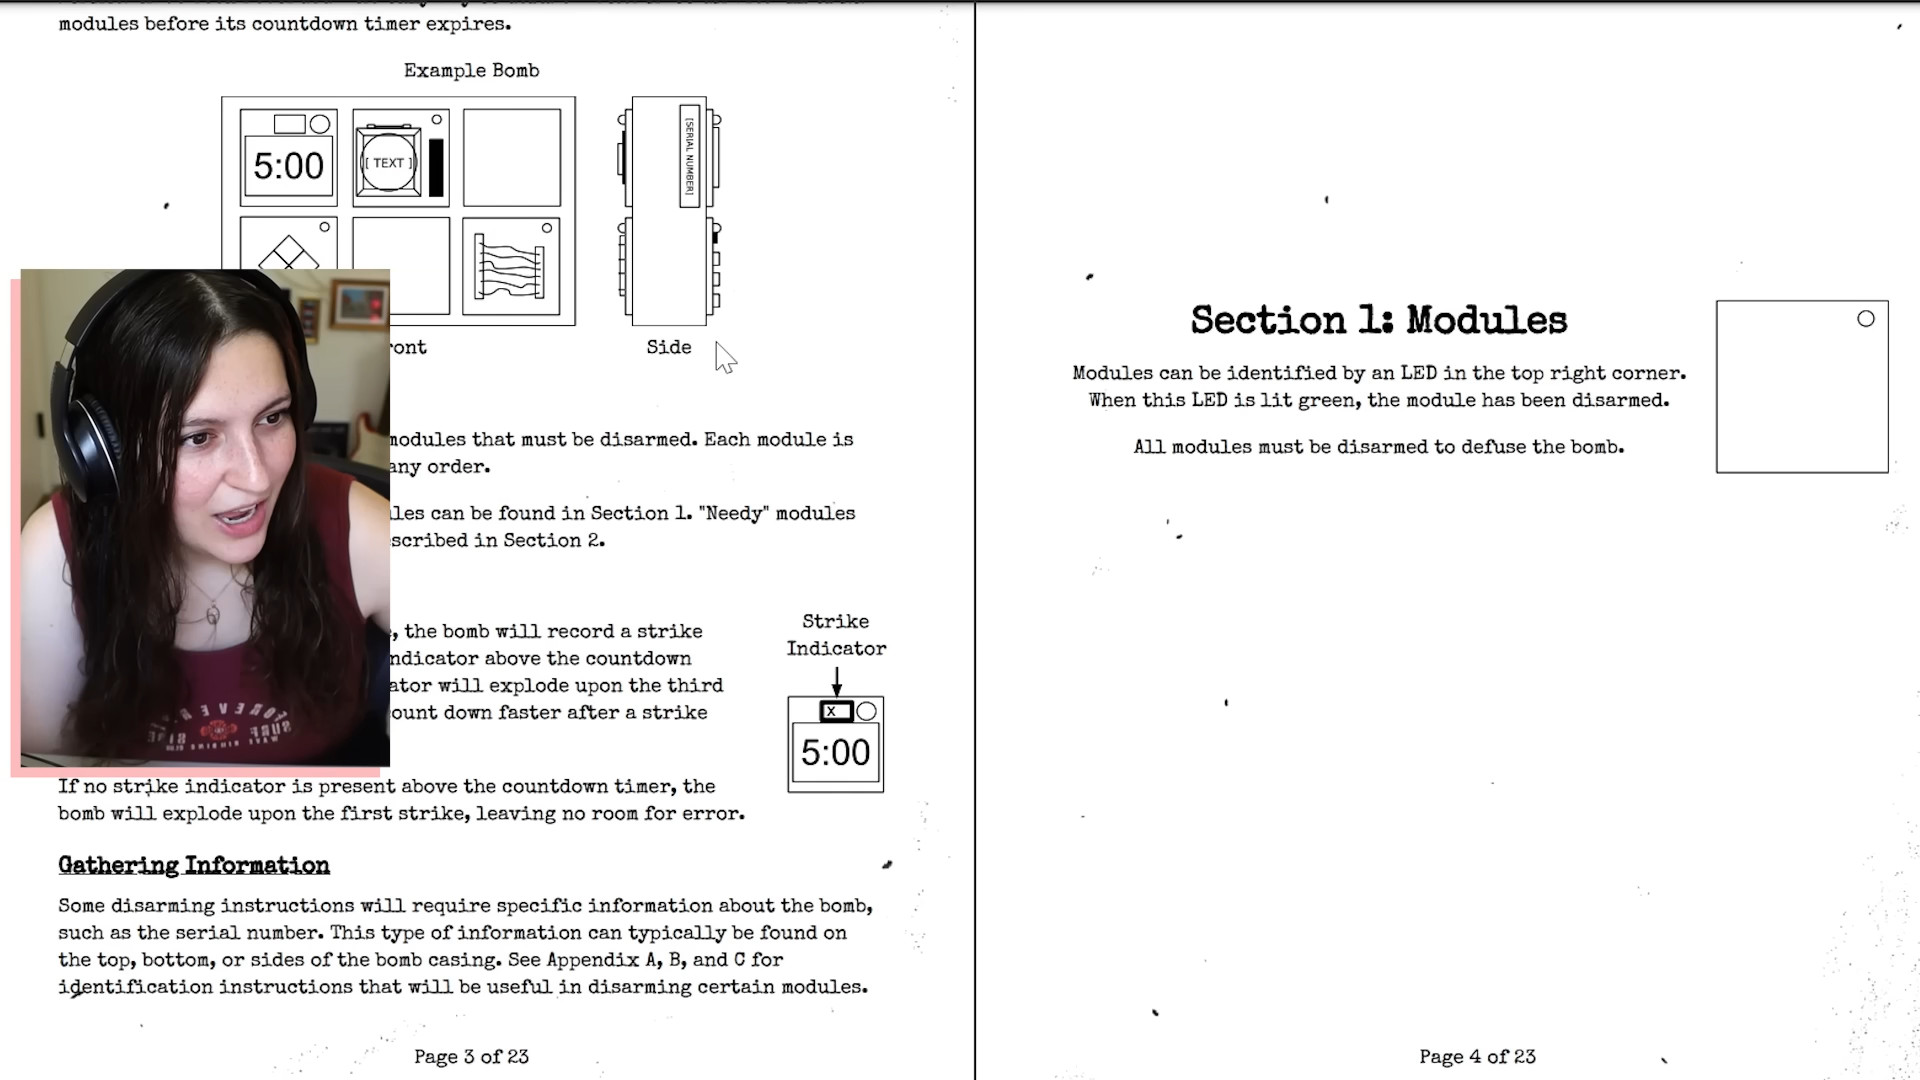 modules before its countdown timer expires.
Example Bomb
5:00
[ TEXT ]
[SERIAL NUMBER]
ront
Side
modules that must be disarmed. Each module is
any order.
les can be found in Section 1. "Needy" modules
scribed in Section 2.
, the bomb will record a strike
ndicator above the countdown
ator will explode upon the third
ount down faster after a strike
Strike
Indicator
X
5:00
If no strike indicator is present above the countdown timer, the
bomb will explode upon the first strike, leaving no room for error.
Gathering Information
Some disarming instructions will require specific information about the bomb,
such as the serial number. This type of information can typically be found on
the top, bottom, or sides of the bomb casing. See Appendix A, B, and C for
identification instructions that will be useful in disarming certain modules.
Page 3 of 23
Section 1: Modules
Modules can be identified by an LED in the top right corner.
When this LED is lit green, the module has been disarmed.
All modules must be disarmed to defuse the bomb.
Page 4 of 23